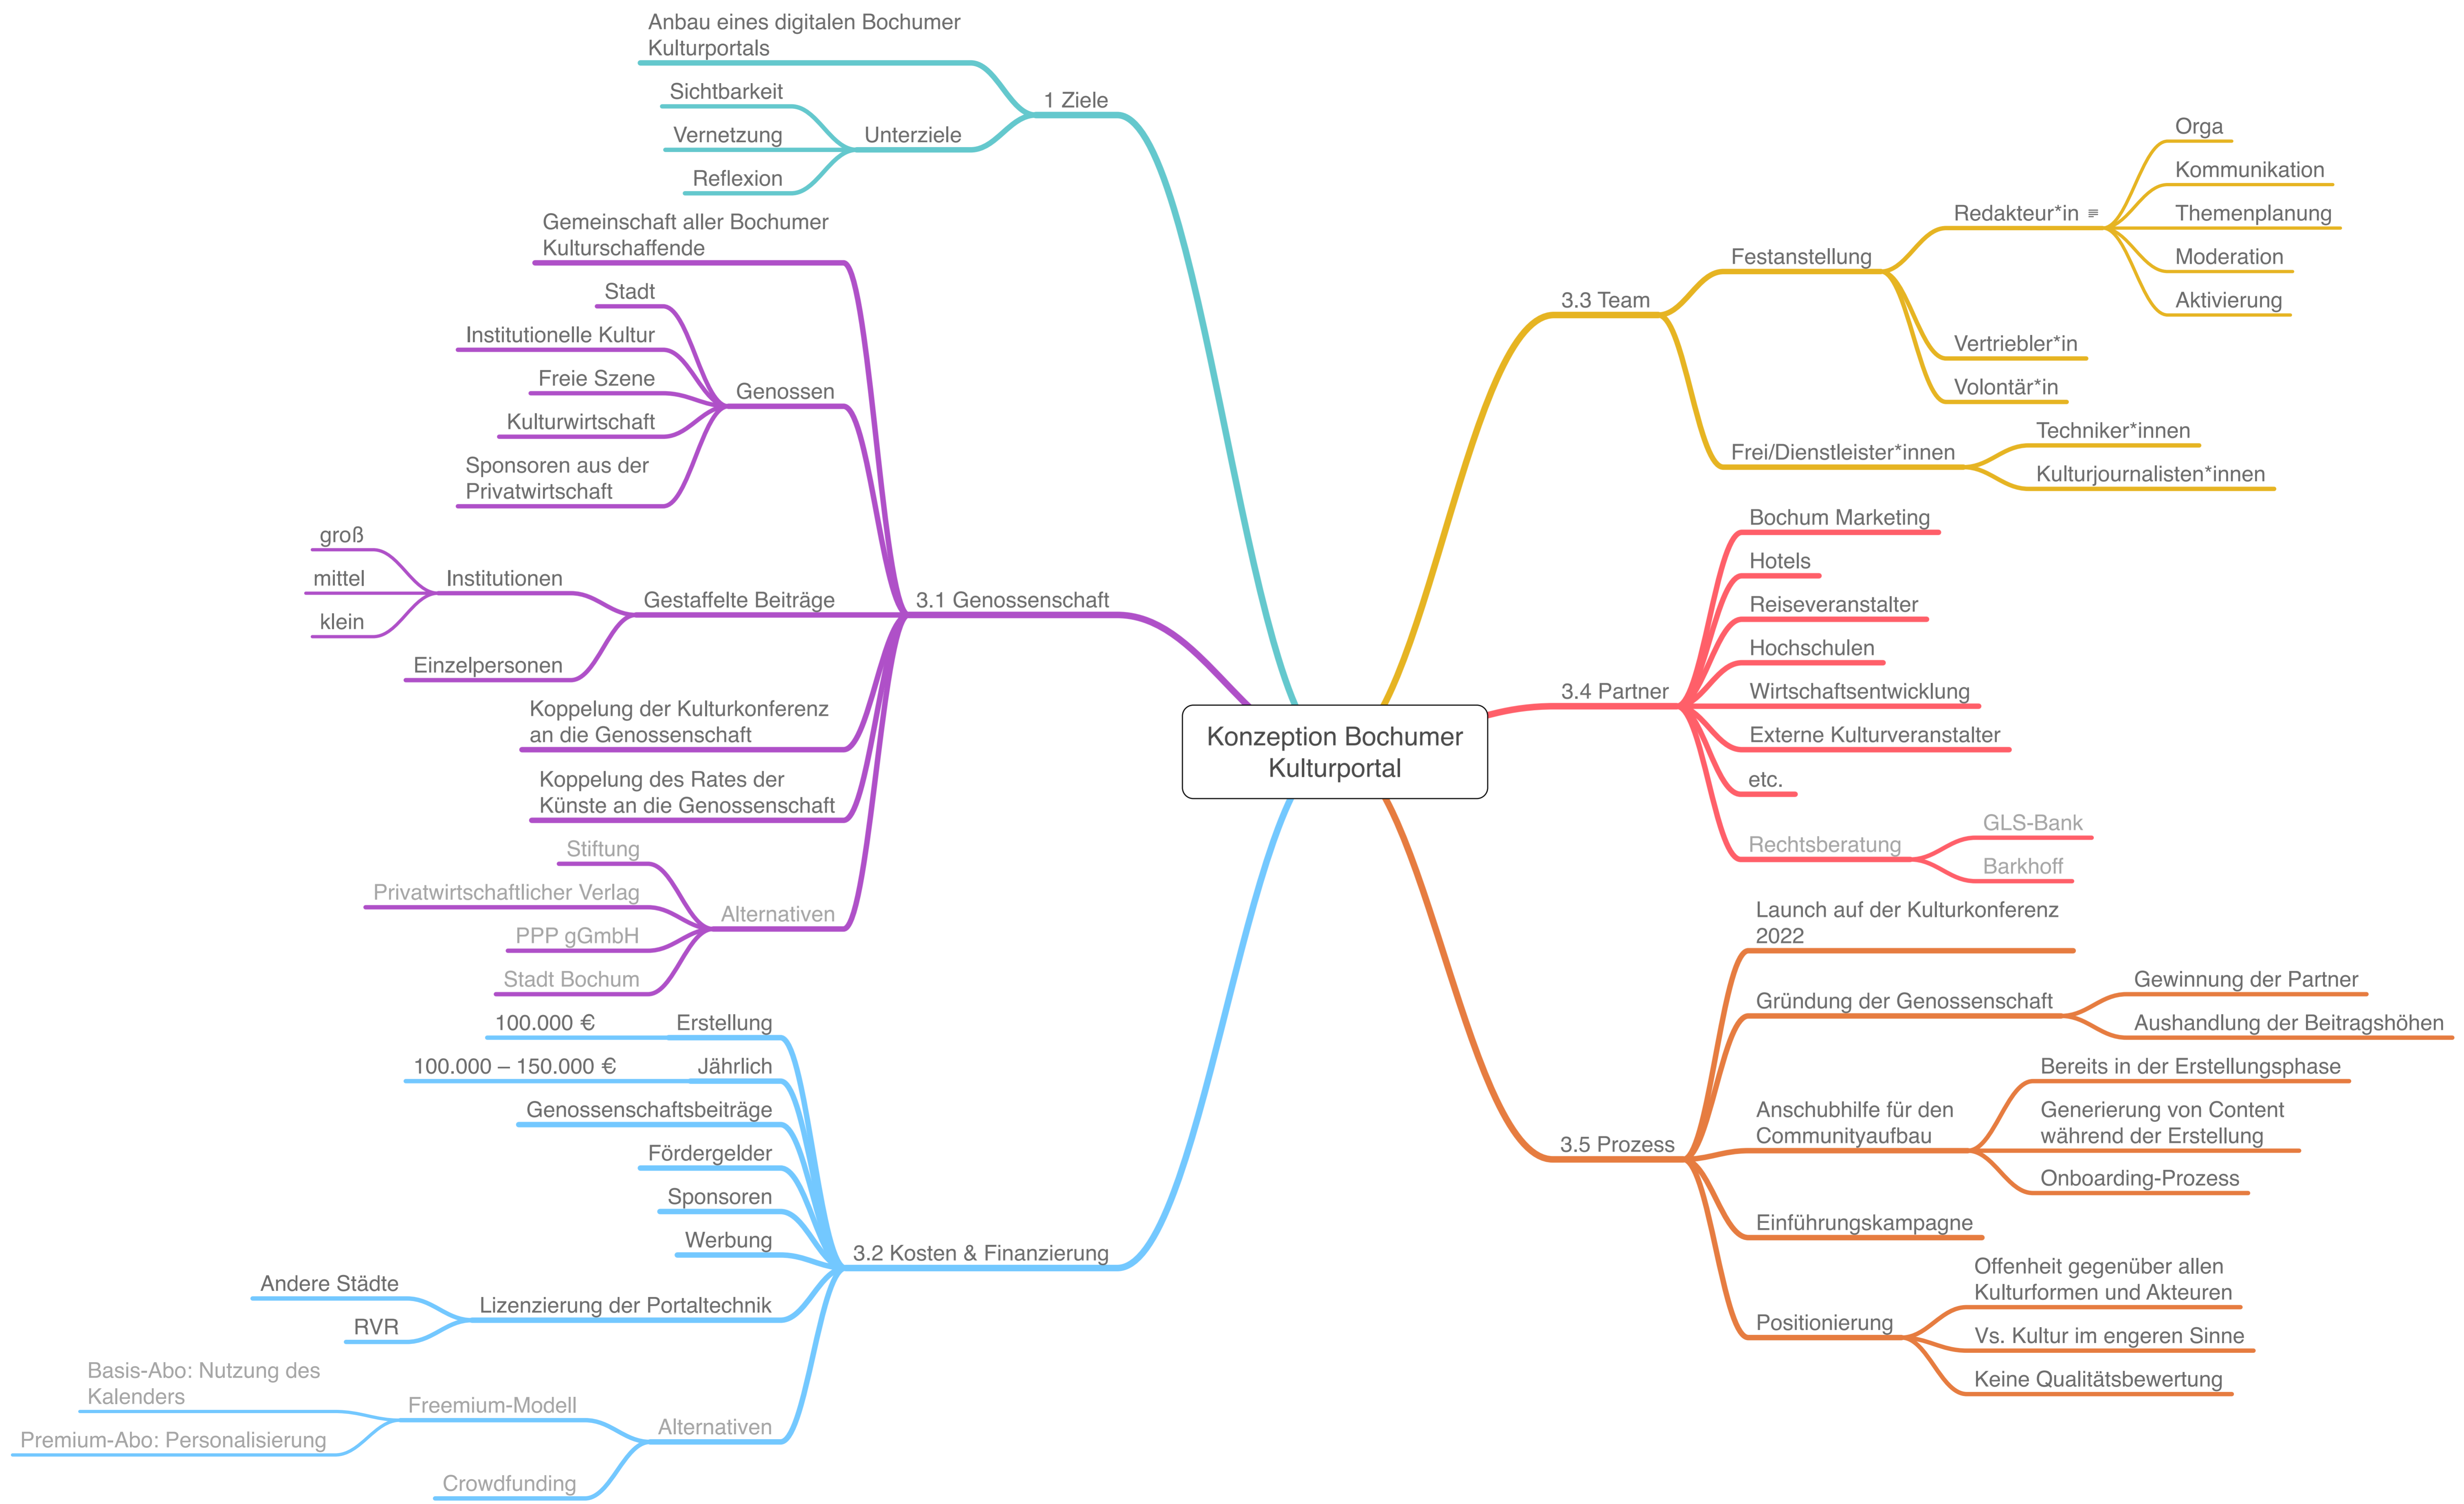 Konzeption Bochumer
Kulturportal
1 Ziele
Anbau eines digitalen Bochumer
Kulturportals
Unterziele
Sichtbarkeit
Vernetzung
Reflexion
3.1 Genossenschaft
Gemeinschaft aller Bochumer
Kulturschaffende
Genossen
Stadt
Institutionelle Kultur
Freie Szene
Kulturwirtschaft
Sponsoren aus der
Privatwirtschaft
Gestaffelte Beiträge
Institutionen
groß
mittel
klein
Einzelpersonen
Koppelung der Kulturkonferenz
an die Genossenschaft
Koppelung des Rates der
Künste an die Genossenschaft
Alternativen
Stiftung
Privatwirtschaftlicher Verlag
PPP gGmbH
Stadt Bochum
3.2 Kosten & Finanzierung
Erstellung
100.000 €
Jährlich
100.000 – 150.000 €
Genossenschaftsbeiträge
Fördergelder
Sponsoren
Werbung
Lizenzierung der Portaltechnik
Andere Städte
RVR
Alternativen
Freemium-Modell
Basis-Abo: Nutzung des
Kalenders
Premium-Abo: Personalisierung
Crowdfunding
3.3 Team
Festanstellung
Redakteur*in
Orga
Kommunikation
Themenplanung
Moderation
Aktivierung
Vertriebler*in
Volontär*in
Frei/Dienstleister*innen
Techniker*innen
Kulturjournalisten*innen
3.4 Partner
Bochum Marketing
Hotels
Reiseveranstalter
Hochschulen
Wirtschaftsentwicklung
Externe Kulturveranstalter
etc.
Rechtsberatung
GLS-Bank
Barkhoff
3.5 Prozess
Launch auf der Kulturkonferenz
2022
Gründung der Genossenschaft
Gewinnung der Partner
Aushandlung der Beitragshöhen
Anschubhilfe für den
Communityaufbau
Bereits in der Erstellungsphase
Generierung von Content
während der Erstellung
Onboarding-Prozess
Einführungskampagne
Positionierung
Offenheit gegenüber allen
Kulturformen und Akteuren
Vs. Kultur im engeren Sinne
Keine Qualitätsbewertung